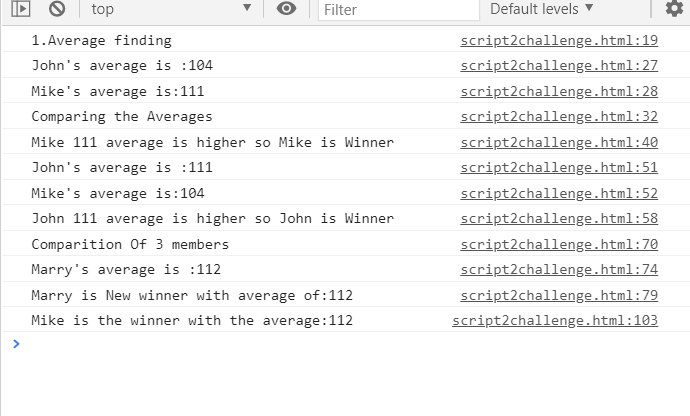 top Filter Default levels
1.Average finding script2challenge.html:19
John's average is :104 script2challenge.html:27
Mike's average is:111 script2challenge.html:28
Comparing the Averages script2challenge.html:32
Mike 111 average is higher so Mike is Winner script2challenge.html:40
John's average is :111 script2challenge.html:51
Mike's average is:104 script2challenge.html:52
John 111 average is higher so John is Winner script2challenge.html:58
Comparition Of 3 members script2challenge.html:70
Marry's average is :112 script2challenge.html:74
Marry is New winner with average of:112 script2challenge.html:79
Mike is the winner with the average:112 script2challenge.html:103